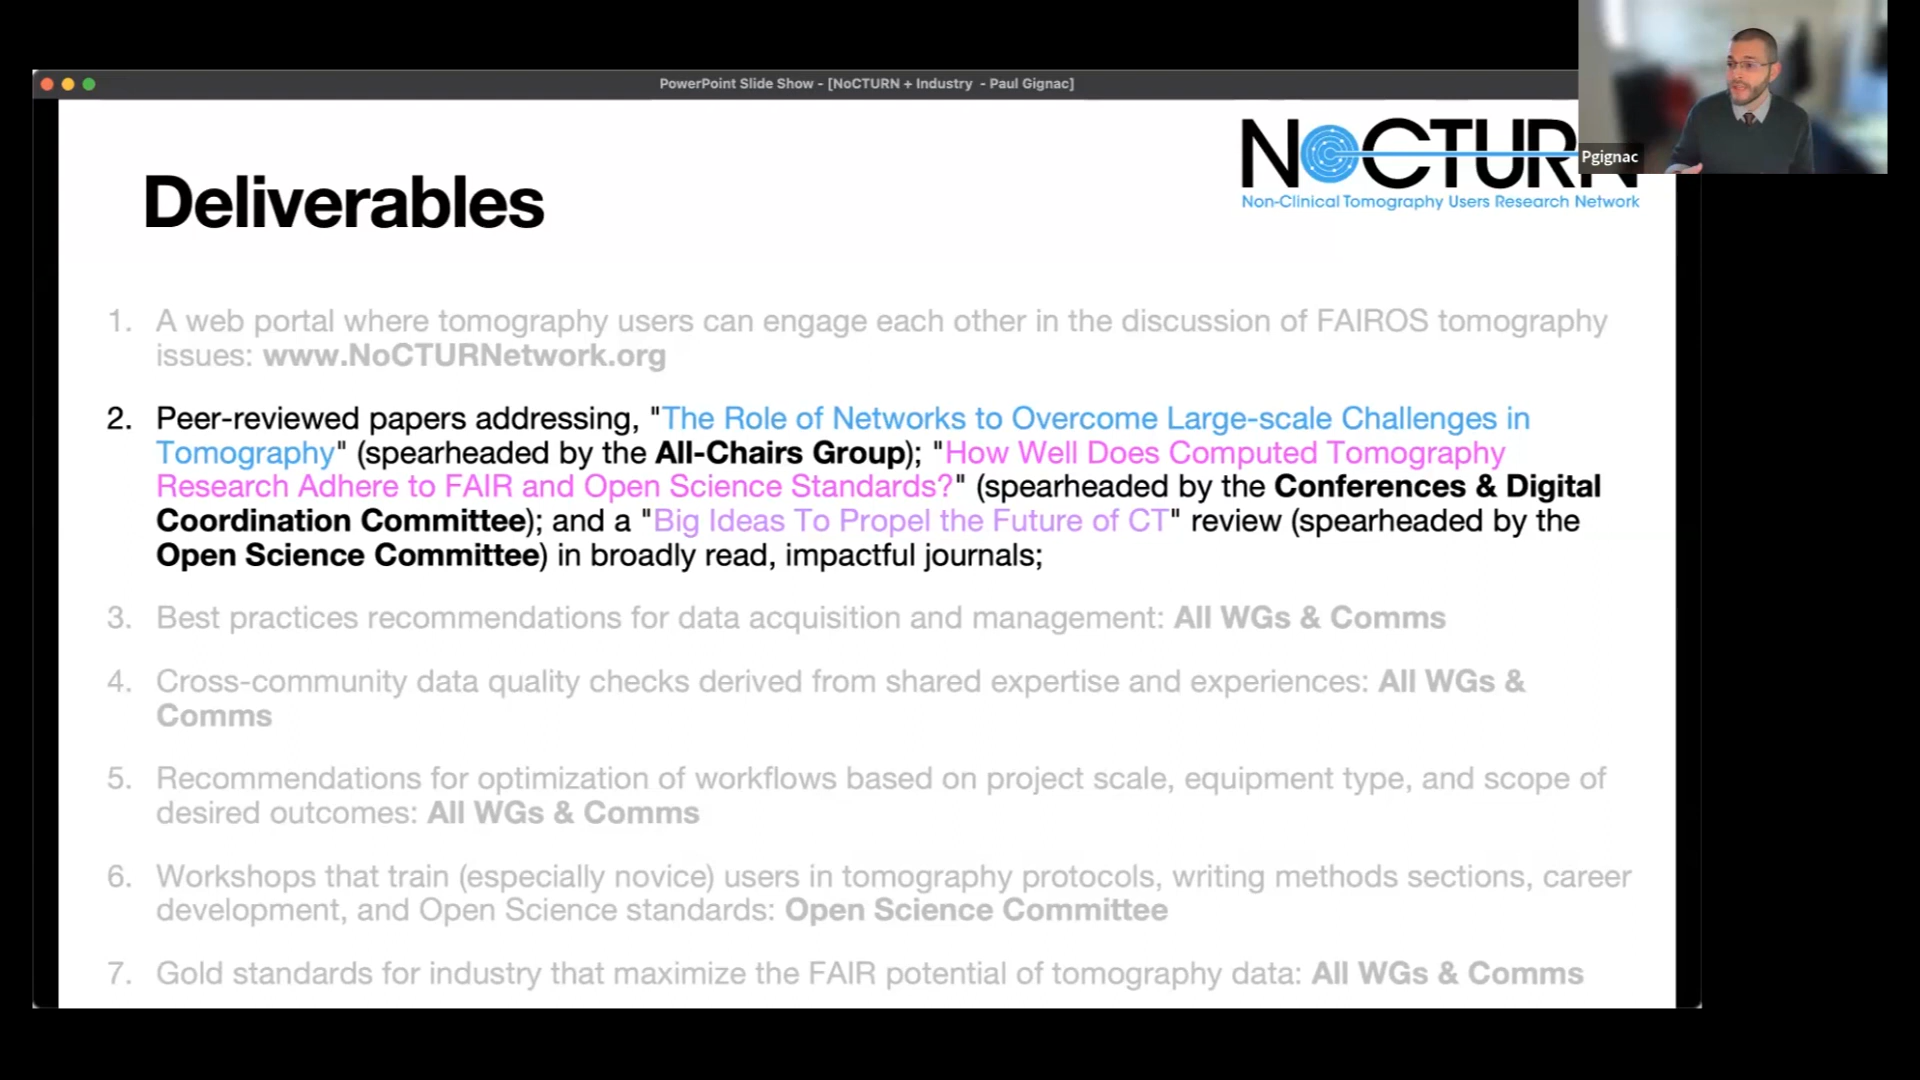 PowerPoint Slide Show - [NoCTURN + Industry - Paul Gignac]
NoCTURN
Pgignac
Non-Clinical Tomography Users Research Network
Deliverables
1. A web portal where tomography users can engage each other in the discussion of FAIROS tomography
issues: www.NoCTURNetwork.org
2. Peer-reviewed papers addressing, "The Role of Networks to Overcome Large-scale Challenges in
Tomography" (spearheaded by the All-Chairs Group); "How Well Does Computed Tomography
Research Adhere to FAIR and Open Science Standards?" (spearheaded by the Conferences & Digital
Coordination Committee); and a "Big Ideas To Propel the Future of CT" review (spearheaded by the
Open Science Committee) in broadly read, impactful journals;
3. Best practices recommendations for data acquisition and management: All WGs & Comms
4. Cross-community data quality checks derived from shared expertise and experiences: All WGs &
Comms
5. Recommendations for optimization of workflows based on project scale, equipment type, and scope of
desired outcomes: All WGs & Comms
6. Workshops that train (especially novice) users in tomography protocols, writing methods sections, career
development, and Open Science standards: Open Science Committee
7. Gold standards for industry that maximize the FAIR potential of tomography data: All WGs & Comms